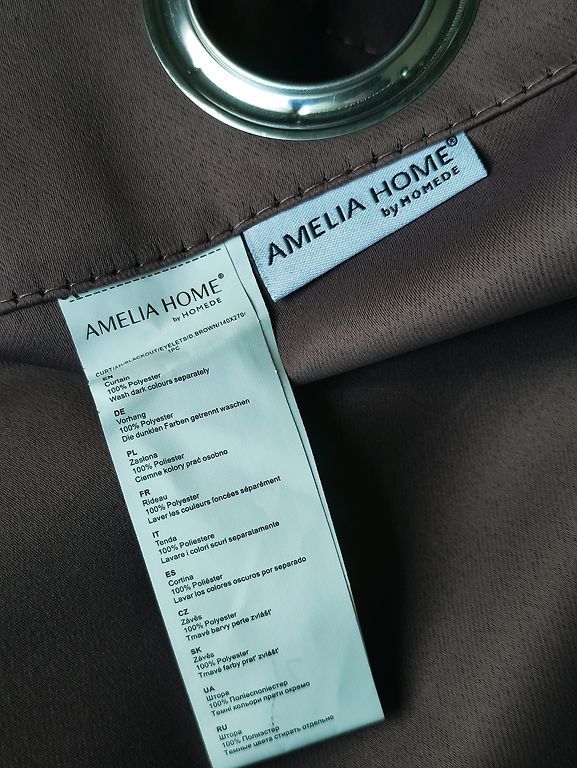 AMELIA HOME®
by HOMEDE
AMELIA HOME®
by HOMEDE
BLACKOUT/EYELETS/D.BROWN/140X270/
1PC
EN
Curtain
100% Polyester
Wash dark colours separately
DE
Vorhang
100% Polyester
Die dunklen Farben getrennt waschen
PL
Zasłona
100% Poliester
Ciemne kolory prać osobno
FR
Rideau
100% Polyester
Laver les couleurs foncées séparément
IT
Tenda
100% Poliestere
Lavare i colori scuri separatamente
ES
Cortina
100% Poliéster
Lavar los colores oscuros por separado
CZ
Závěs
100% Polyester
Tmavé barvy perte zvlášť
SK
Závěs
100% Polyester
Tmavé farby prať zvlášť
UA
Штора
100% Поліесполіестер
Темні кольори прати окремо
RU
Штора
100% Полиэстер
Темные цвета стирать отдельно